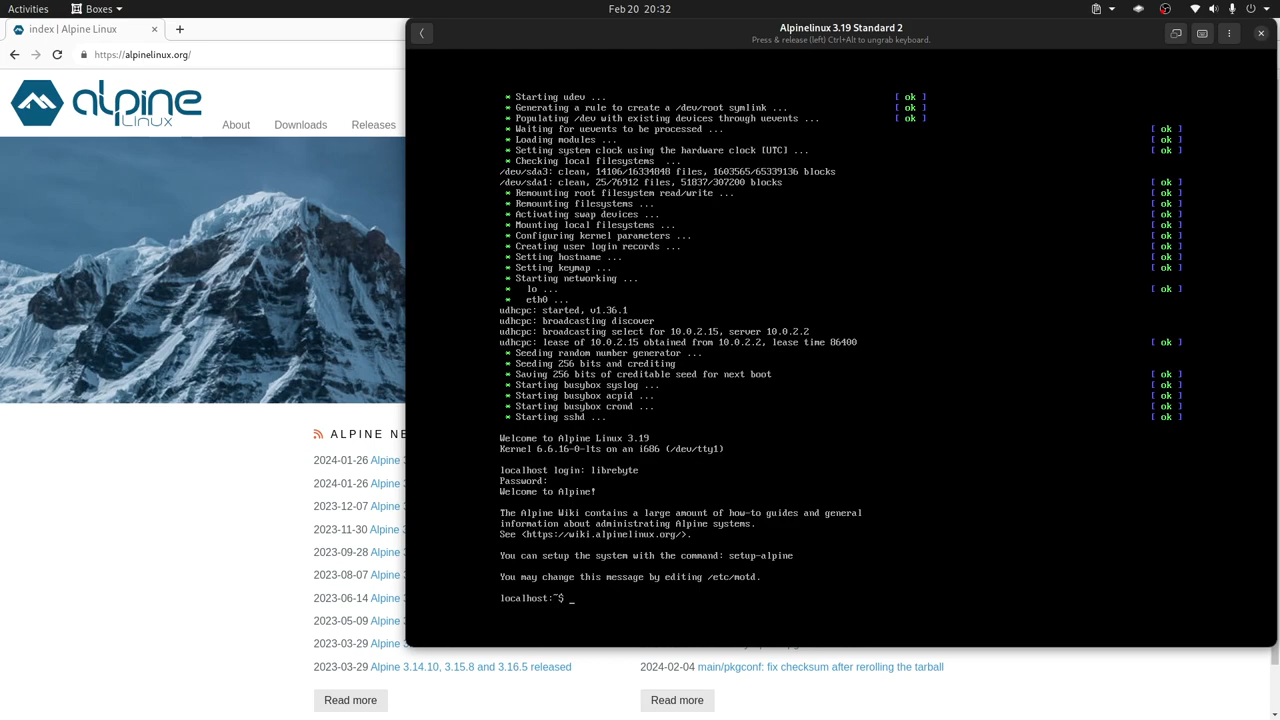 Apps
Places
Feb 20  20:32
index | Alpine Linux
https://alpinelinux.org/
alpine
Linux
About
Downloads
Releases
ALPINE NE
2024-01-26 Alpine 3
2024-01-26 Alpine 3
2023-12-07 Alpine 3
2023-11-30 Alpine 3
2023-09-28 Alpine 3
2023-08-07 Alpine 3
2023-06-14 Alpine 3
2023-05-09 Alpine 3
2023-03-29 Alpine 3.
2023-03-29 Alpine 3.14.10, 3.15.8 and 3.16.5 released
Read more
2024-02-04 main/pkgconf: fix checksum after rerolling the tarball
Read more
Alpinelinux 3.19 Standard 2
Press & release (left) Ctrl+Alt to ungrab keyboard.
* Starting udev ... [ ok ]
* Generating a rule to create a /dev/root symlink ... [ ok ]
* Populating /dev with existing devices through uevents ... [ ok ]
* Waiting for uevents to be processed ... [ ok ]
* Loading modules ... [ ok ]
* Setting system clock using the hardware clock [UTC] ... [ ok ]
* Checking local filesystems  ...
/dev/sda3: clean, 14106/16334848 files, 1603565/65339136 blocks
/dev/sda1: clean, 25/76912 files, 51837/307200 blocks [ ok ]
* Remounting root filesystem read/write ... [ ok ]
* Remounting filesystems ... [ ok ]
* Activating swap devices ... [ ok ]
* Mounting local filesystems ... [ ok ]
* Configuring kernel parameters ... [ ok ]
* Creating user login records ... [ ok ]
* Setting hostname ... [ ok ]
* Setting keymap ... [ ok ]
* Starting networking ...
*   lo ... [ ok ]
*   eth0 ...
udhcpc: started, v1.36.1
udhcpc: broadcasting discover
udhcpc: broadcasting select for 10.0.2.15, server 10.0.2.2
udhcpc: lease of 10.0.2.15 obtained from 10.0.2.2, lease time 86400 [ ok ]
* Seeding random number generator ...
* Seeding 256 bits and crediting
* Saving 256 bits of creditable seed for next boot [ ok ]
* Starting busybox syslog ... [ ok ]
* Starting busybox acpid ... [ ok ]
* Starting busybox crond ... [ ok ]
* Starting sshd ... [ ok ]
Welcome to Alpine Linux 3.19
Kernel 6.6.16-0-lts on an i686 (/dev/tty1)
localhost login: librebyte
Password:
Welcome to Alpine!
The Alpine Wiki contains a large amount of how-to guides and general
information about administrating Alpine systems.
See <https://wiki.alpinelinux.org/>.
You can setup the system with the command: setup-alpine
You may change this message by editing /etc/motd.
localhost:~$ _